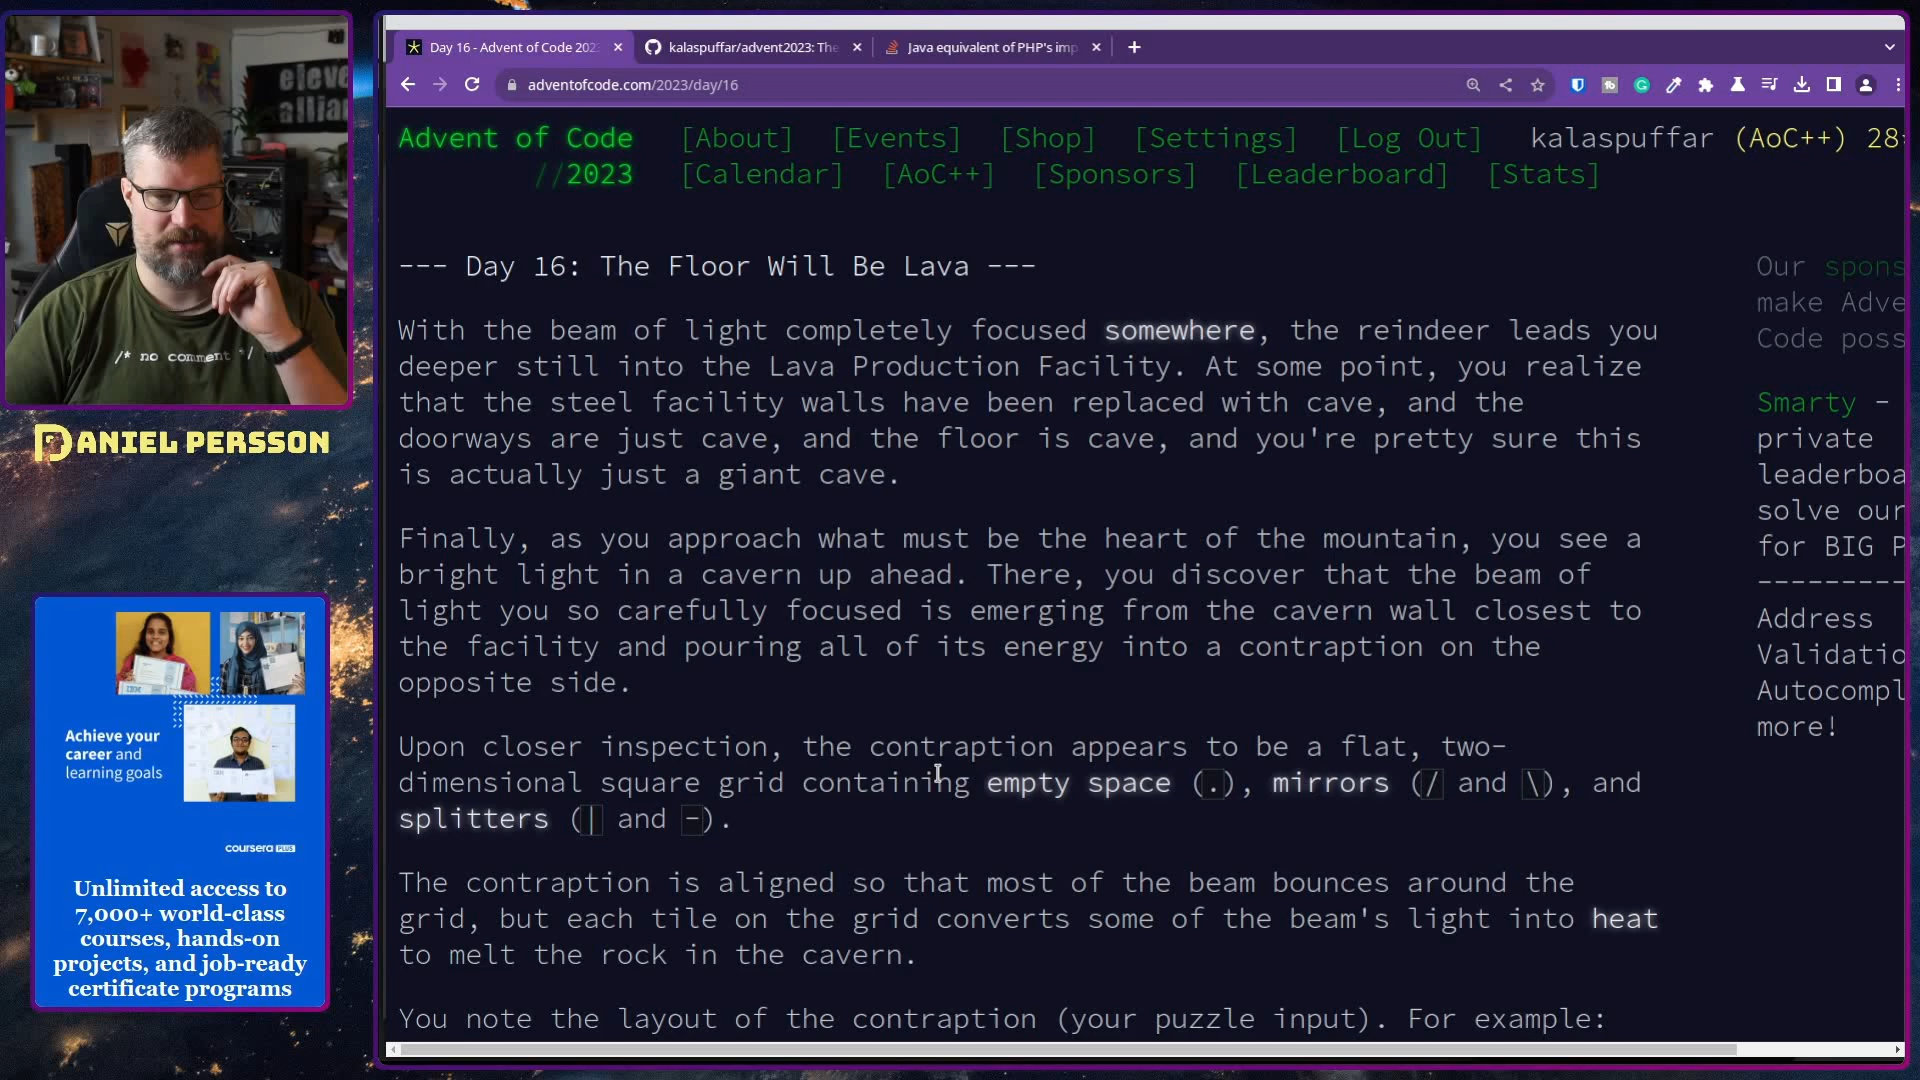 Day 16 - Advent of Code 202
kalaspuffar/advent2023: The
Java equivalent of PHP's imp
adventofcode.com/2023/day/16
Advent of Code
[About] [Events] [Shop] [Settings] [Log Out] kalaspuffar (AoC++) 28
//2023
[Calendar] [AoC++] [Sponsors] [Leaderboard] [Stats]
--- Day 16: The Floor Will Be Lava ---
With the beam of light completely focused somewhere, the reindeer leads you
deeper still into the Lava Production Facility. At some point, you realize
that the steel facility walls have been replaced with cave, and the
doorways are just cave, and the floor is cave, and you're pretty sure this
is actually just a giant cave.
Finally, as you approach what must be the heart of the mountain, you see a
bright light in a cavern up ahead. There, you discover that the beam of
light you so carefully focused is emerging from the cavern wall closest to
the facility and pouring all of its energy into a contraption on the
opposite side.
Upon closer inspection, the contraption appears to be a flat, two-
dimensional square grid containing empty space (.), mirrors (/ and \), and
splitters (| and -).
The contraption is aligned so that most of the beam bounces around the
grid, but each tile on the grid converts some of the beam's light into heat
to melt the rock in the cavern.
You note the layout of the contraption (your puzzle input). For example:
Our spons
make Adve
Code poss
Smarty -
private
leaderboa
solve our
for BIG P
----------
Address
Validatio
Autocompl
more!
eleve
allia
/* no comment */
DANIEL PERSSON
Achieve your
career and
learning goals
coursera PLUS
Unlimited access to
7,000+ world-class
courses, hands-on
projects, and job-ready
certificate programs